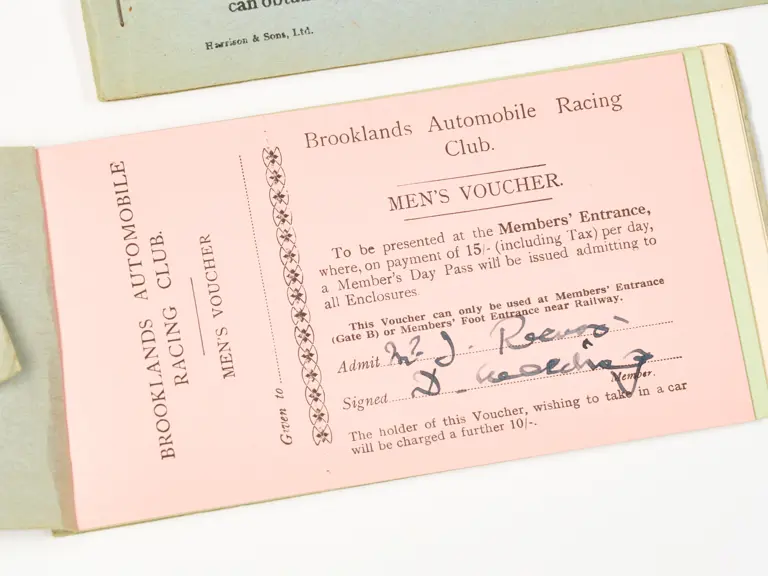 can obta
Harrison & Sons, Ltd.
BROOKLANDS AUTOMOBILE
RACING CLUB.
MEN'S VOUCHER
Given to
Brooklands Automobile Racing
Club.
MEN'S VOUCHER.
To be presented at the Members' Entrance,
where, on payment of 15/- (including Tax) per day,
a Member's Day Pass will be issued admitting to
all Enclosures.
This Voucher can only be used at Members' Entrance
(Gate B) or Members' Foot Entrance near Railway.
Admit Mr. J.
Signed D.
Member.
The holder of this Voucher, wishing to take in a car
will be charged a further 10/-.